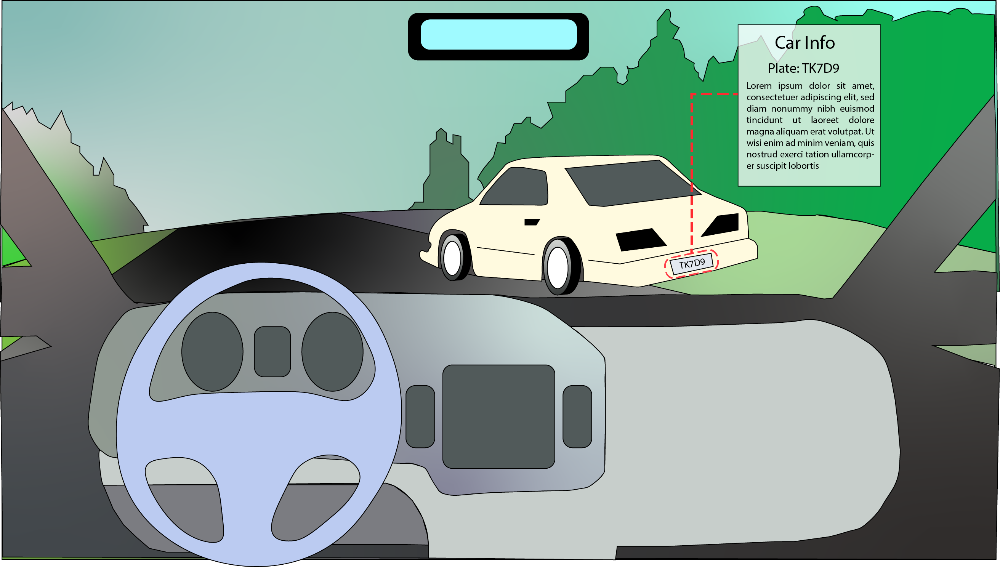 Car Info
Plate: TK7D9
Lorem ipsum dolor sit amet,
consectetuer adipiscing elit, sed
diam nonummy nibh euismod
tincidunt ut laoreet dolore
magna aliquam erat volutpat. Ut
wisi enim ad minim veniam, quis
nostrud exerci tation ullamcorp-
er suscipit lobortis
TK7D9